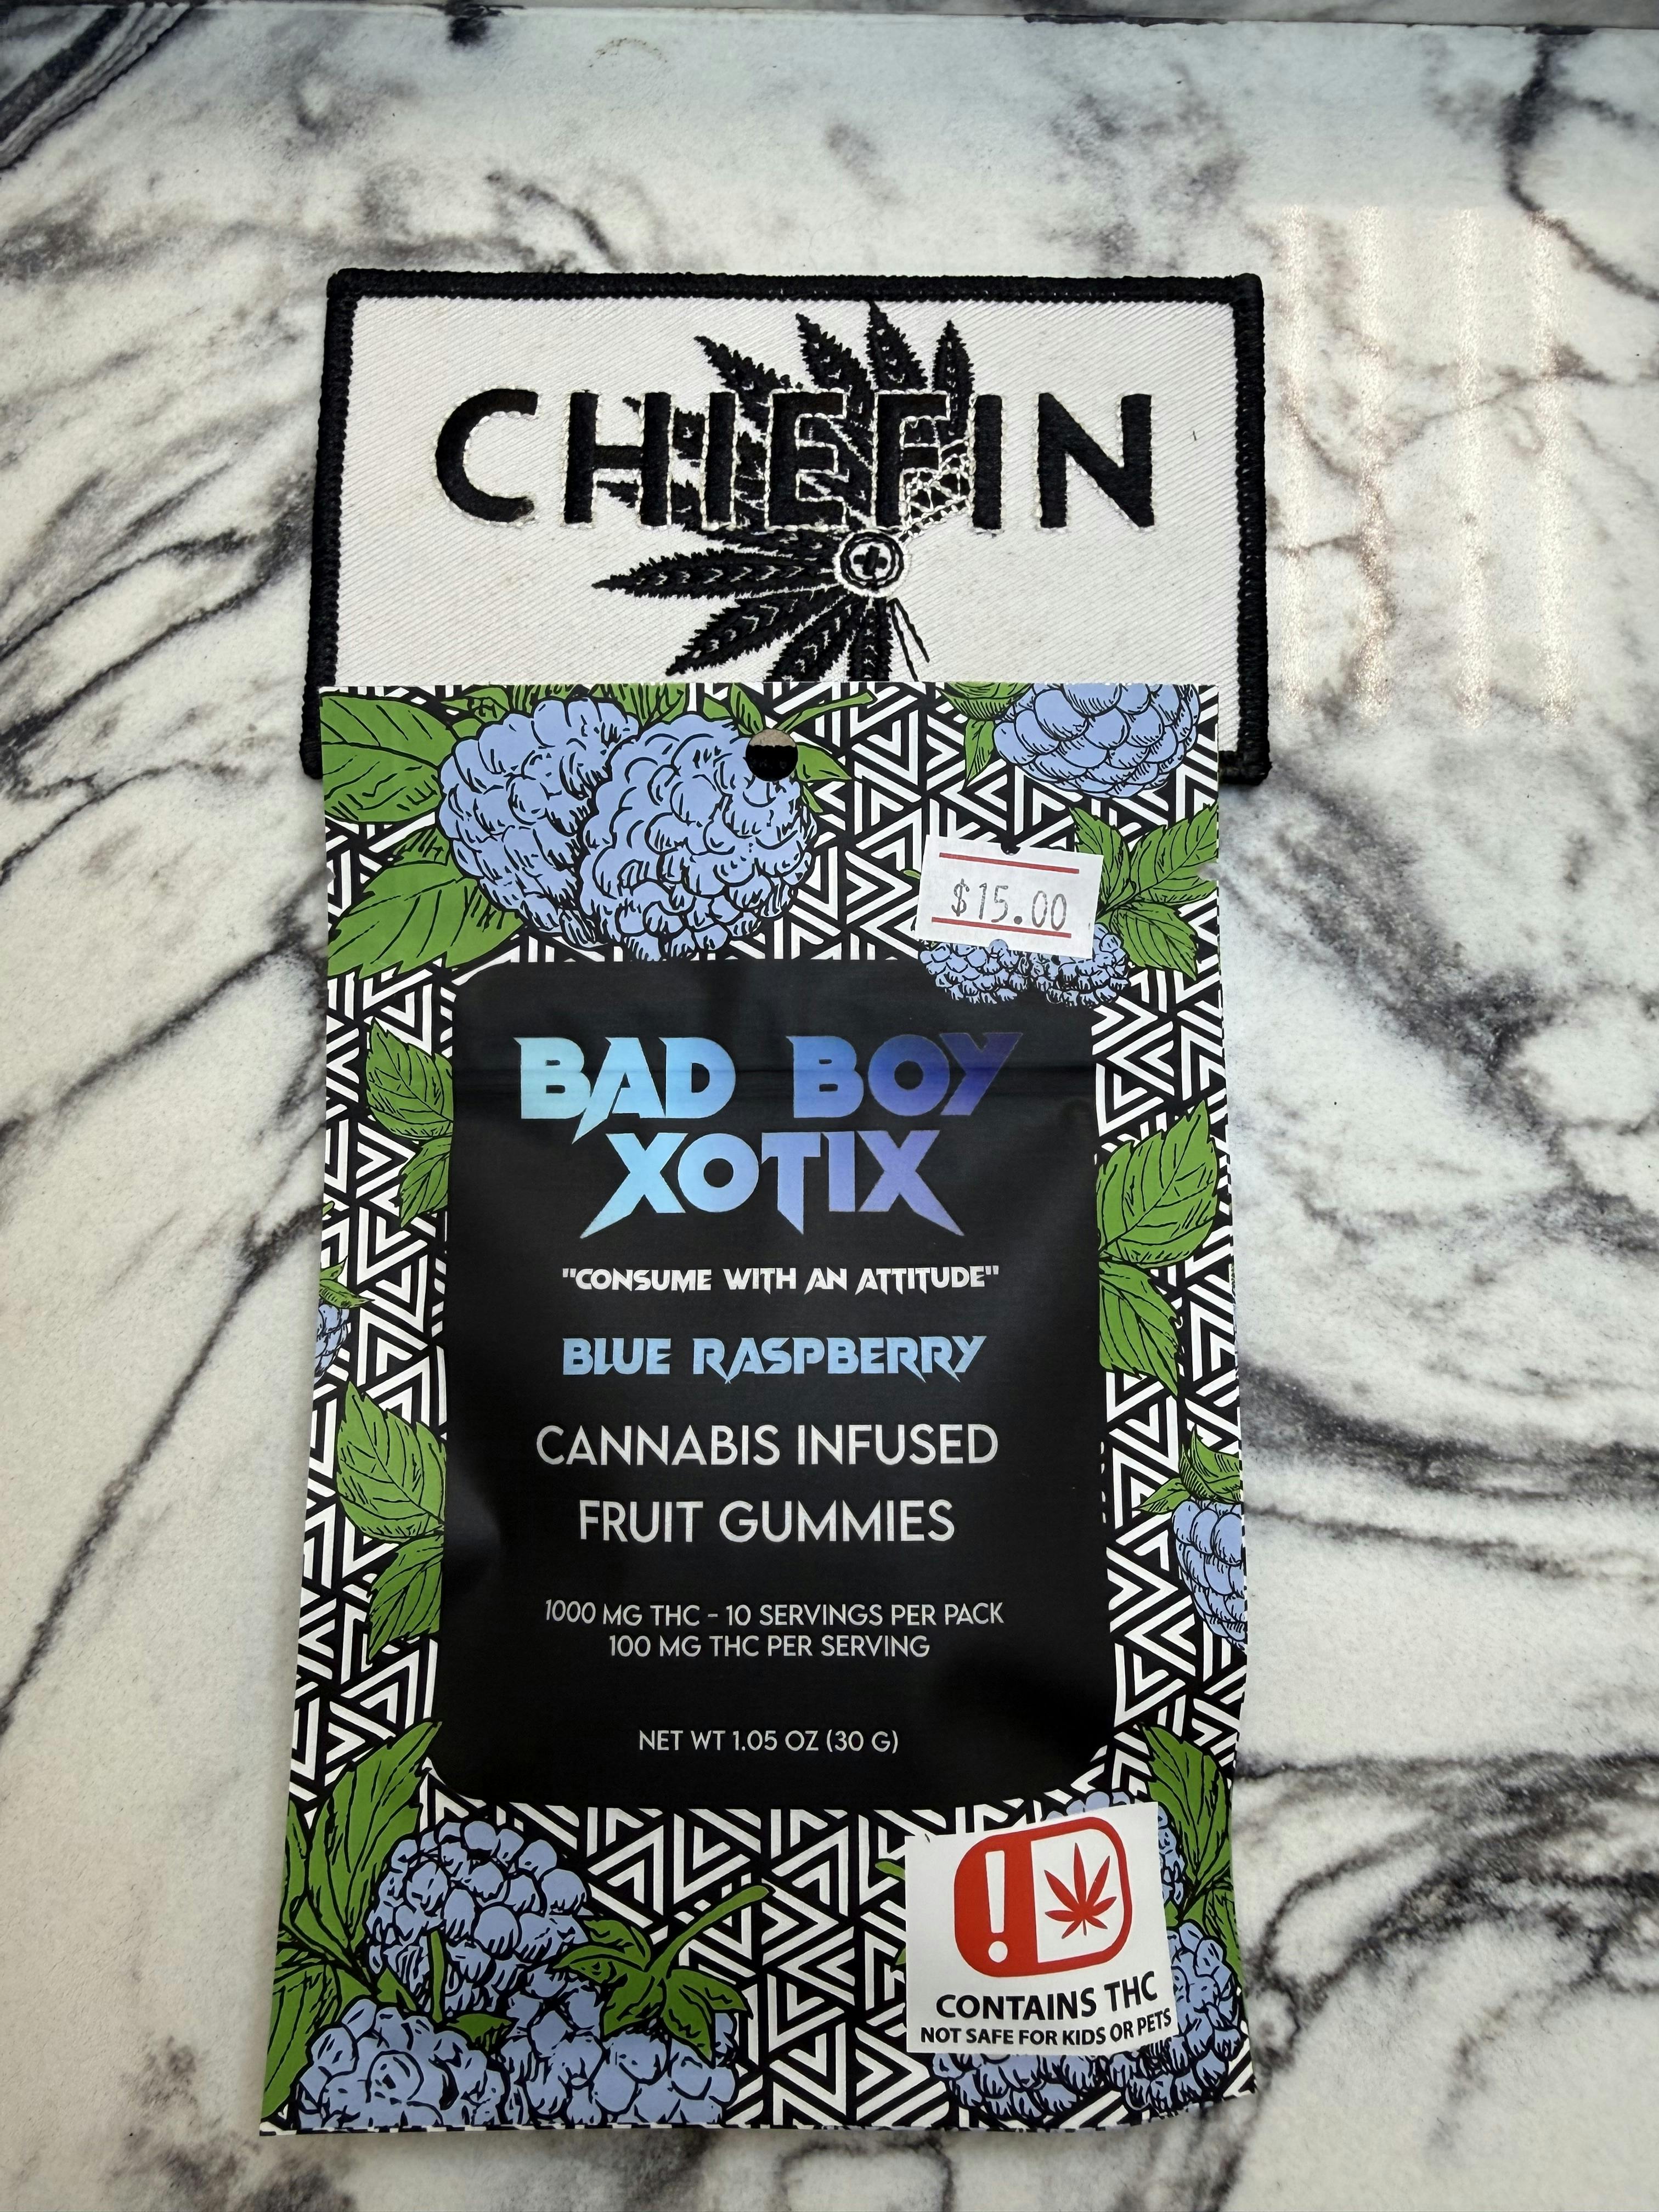 CHIEFIN
$15.00
BAD BOY
XOTIX
"CONSUME WITH AN ATTITUDE"
BLUE RASPBERRY
CANNABIS INFUSED
FRUIT GUMMIES
1000 MG THC - 10 SERVINGS PER PACK
100 MG THC PER SERVING
NET WT 1.05 OZ (30 G)
!
CONTAINS THC
NOT SAFE FOR KIDS OR PETS